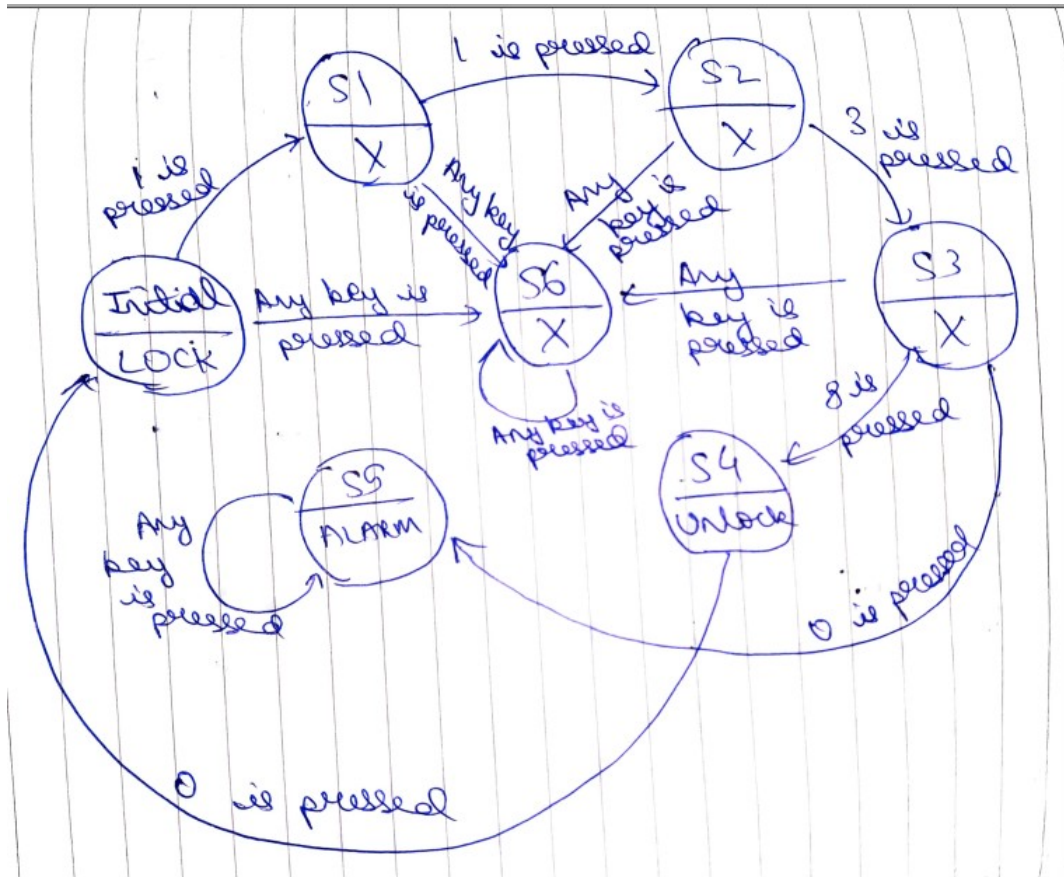 1 is pressed
S1
X
S2
X
3 is
pressed
1 is
pressed
Any key
is pressed
Any
key is
pressed
Initial
LOCK
Any key is
pressed
S6
X
Any
key is
pressed
S3
X
Any key is
pressed
8 is
pressed
S4
UNLOCK
S5
ALARM
Any
key
is
pressed
0 is pressed
0 is pressed